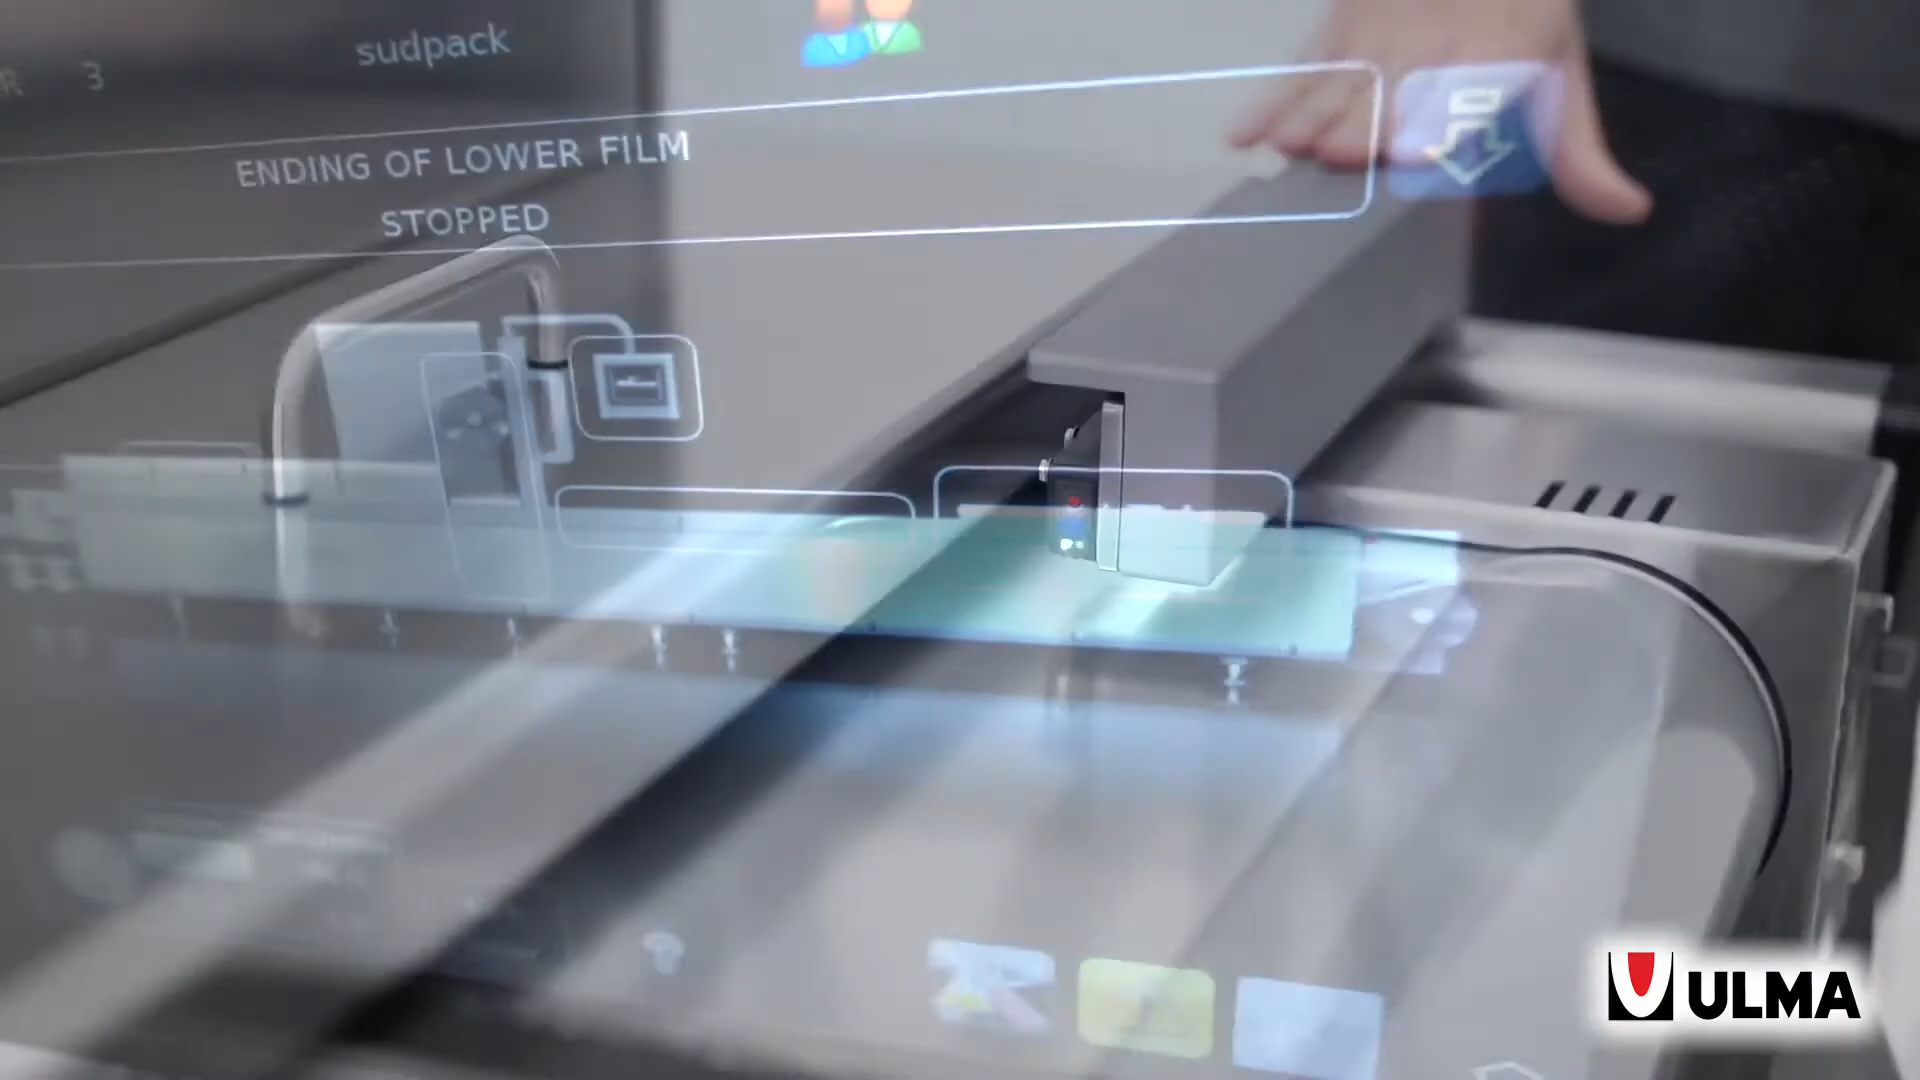 sudpack
R 3
ENDING OF LOWER FILM
STOPPED
ULMA